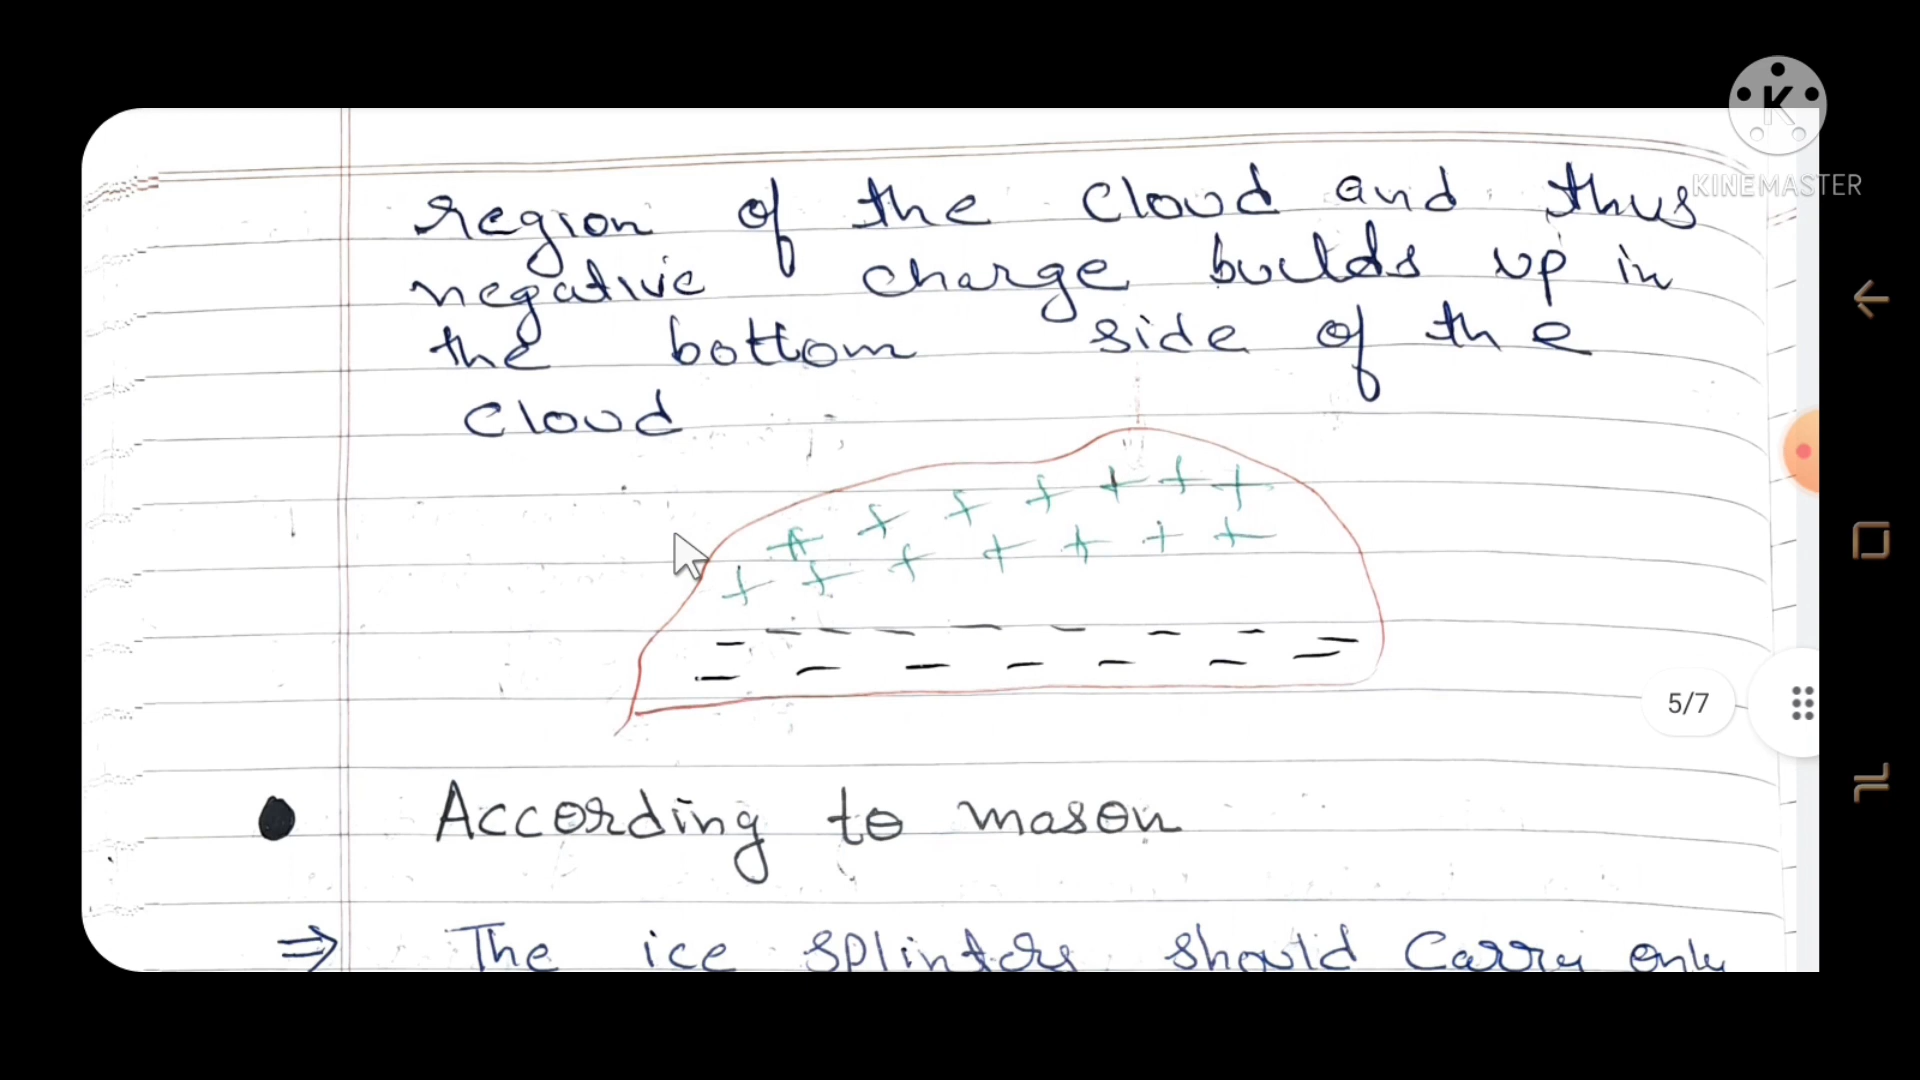 KINEMASTER
region of the cloud and thus
negative charge builds up in
the bottom side of the
cloud
+ + + + + + +
+ + + + + + +
- - - - - - - -
- - - - - - -
5/7
According to mason
⇒ The ice splinters should carry only